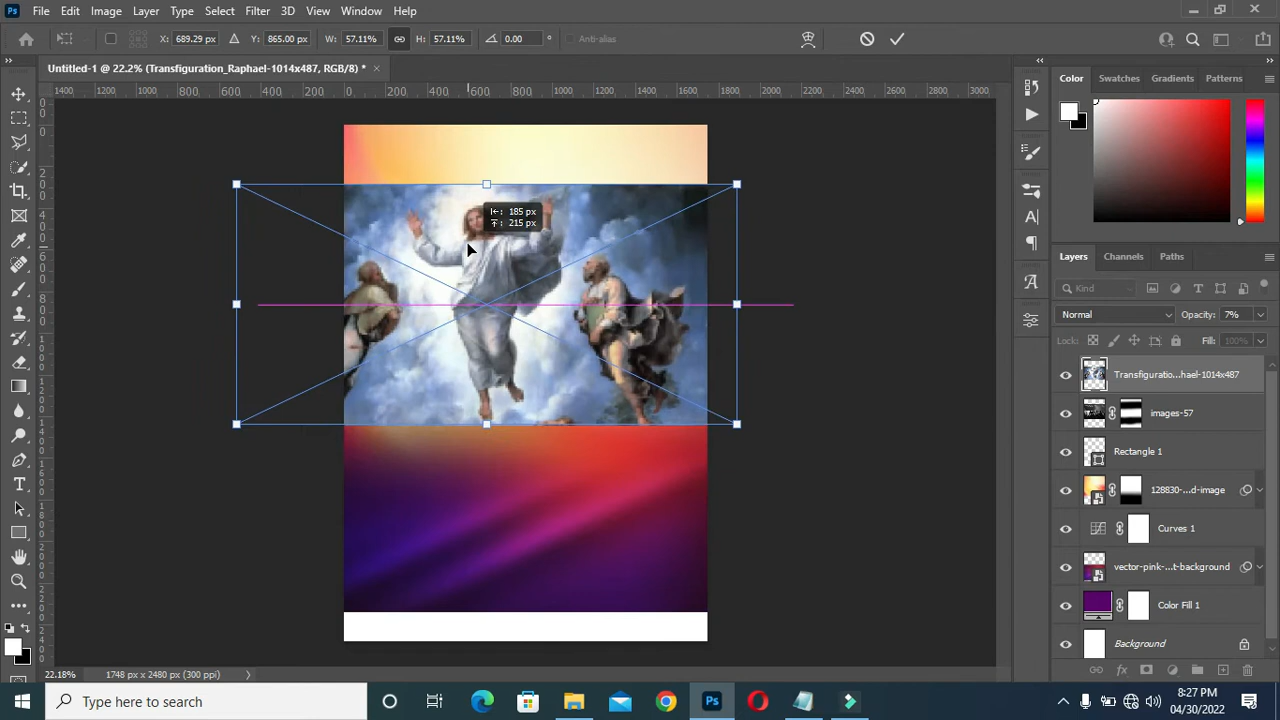 Ps File Edit Image Layer Type Select Filter 3D View Window Help
X: 689.29 px Y: 865.00 px W: 57.11% H: 57.11% 0.00 ° Anti-alias
Untitled-1 @ 22.2% (Transfiguration_Raphael-1014x487, RGB/8) * ×
1400 1200 1000 800 600 400 200 0 200 400 600 800 1000 1200 1400 1600 1800 2000 2200 2400 2600 2800 3000
185 px
215 px
Color Swatches Gradients Patterns
Layers Channels Paths
Kind
Normal Opacity: 7%
Lock: Fill: 100%
Transfiguratio...hael-1014x487
images-57
Rectangle 1
128830-...d-image
Curves 1
vector-pink-...t-background
Color Fill 1
Background
22.18% 1748 px x 2480 px (300 ppi)
Type here to search
Ps
8:27 PM
04/30/2022